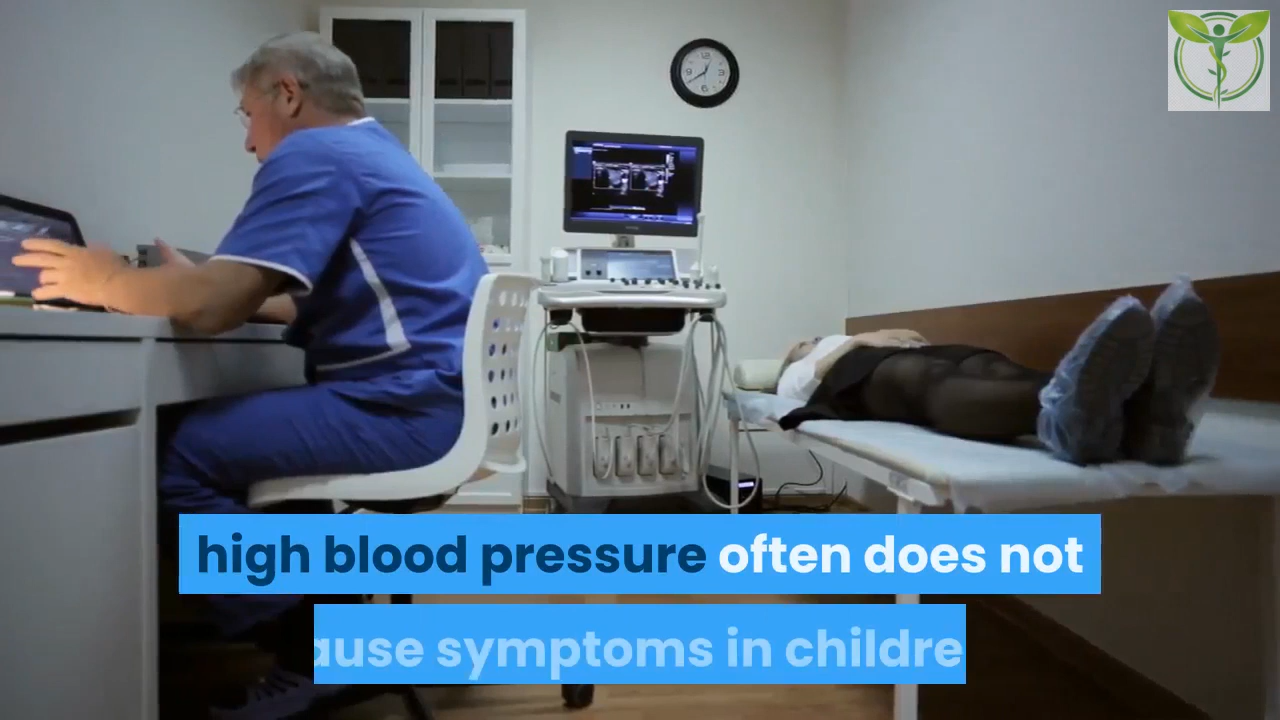 high blood pressure often does not
ause symptoms in childre